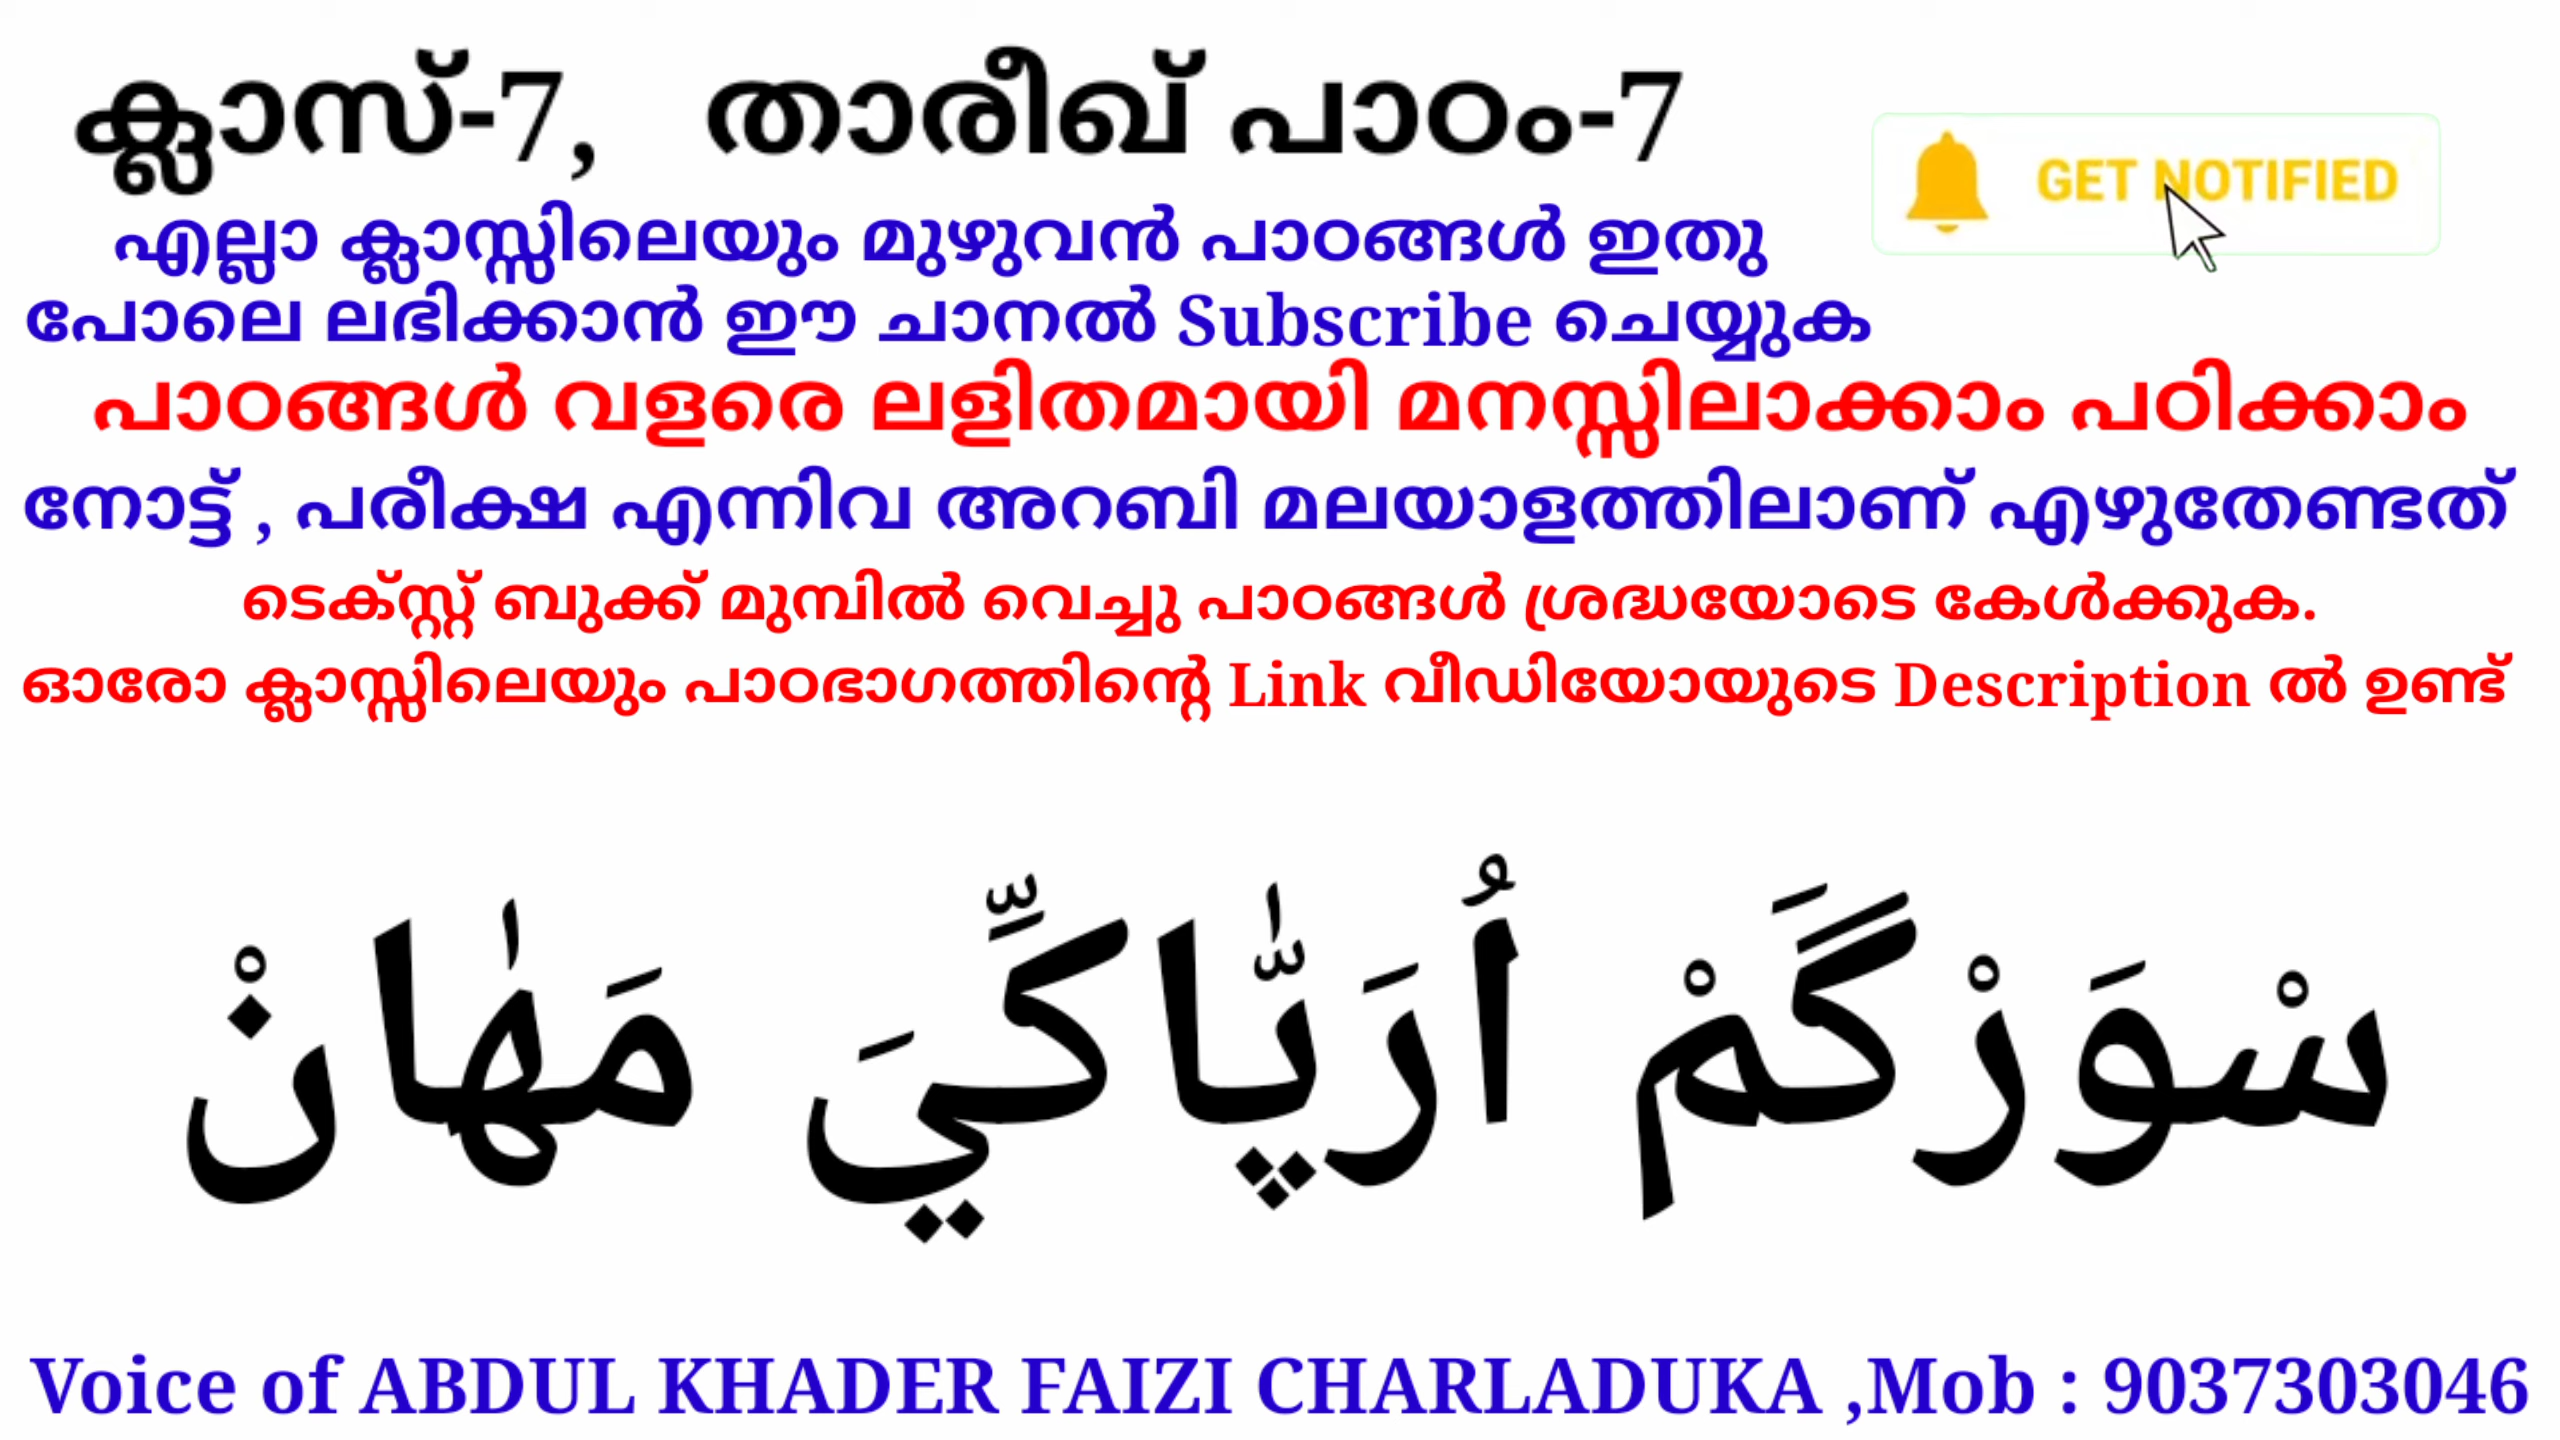 ക്ലാസ്-7, താരീഖ് പാഠം-7
GET NOTIFIED
എല്ലാ ക്ലാസ്സിലെയും മുഴുവൻ പാഠങ്ങൾ ഇതു
പോലെ ലഭിക്കാൻ ഈ ചാനൽ Subscribe ചെയ്യുക
പാഠങ്ങൾ വളരെ ലളിതമായി മനസ്സിലാക്കാം പഠിക്കാം
നോട്ട് , പരീക്ഷ എന്നിവ അറബി മലയാളത്തിലാണ് എഴുതേണ്ടത്
ടെക്സ്റ്റ് ബുക്ക് മുമ്പിൽ വെച്ചു പാഠങ്ങൾ ശ്രദ്ധയോടെ കേൾക്കുക.
ഓരോ ക്ലാസ്സിലെയും പാഠഭാഗത്തിന്റെ Link വീഡിയോയുടെ Description ൽ ഉണ്ട്
سْوَرْگَمْ اُرَپّٰاكِّيَ مَهٰانْ
Voice of ABDUL KHADER FAIZI CHARLADUKA ,Mob : 9037303046